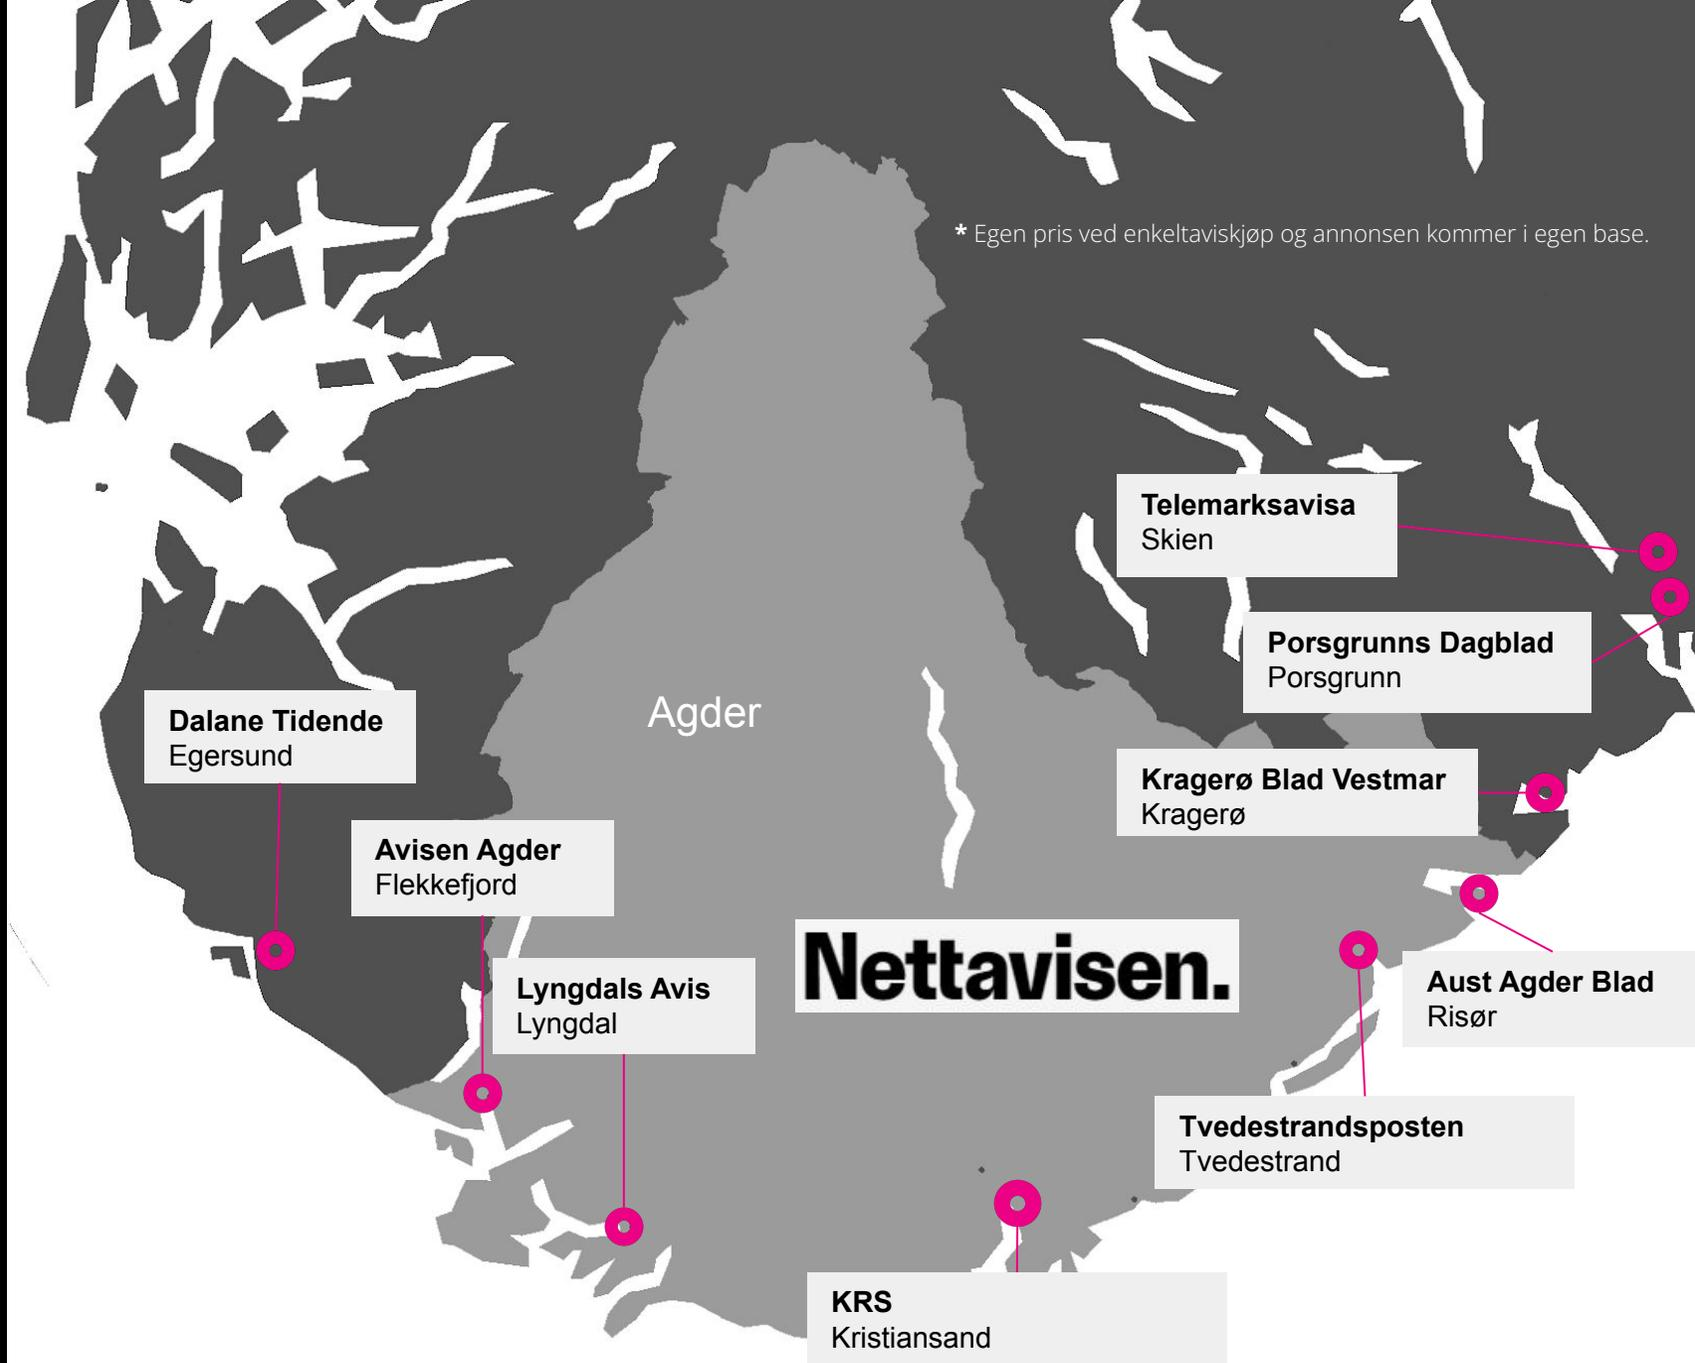 * Egen pris ved enkeltaviskjøp og annonsen kommer i egen base.
Telemarksavisa
Skien
Porsgrunns Dagblad
Porsgrunn
Agder
Dalane Tidende
Egersund
Kragerø Blad Vestmar
Kragerø
Avisen Agder
Flekkefjord
Nettavisen.
Lyngdals Avis
Lyngdal
Aust Agder Blad
Risør
Tvedestrandsposten
Tvedestrand
KRS
Kristiansand